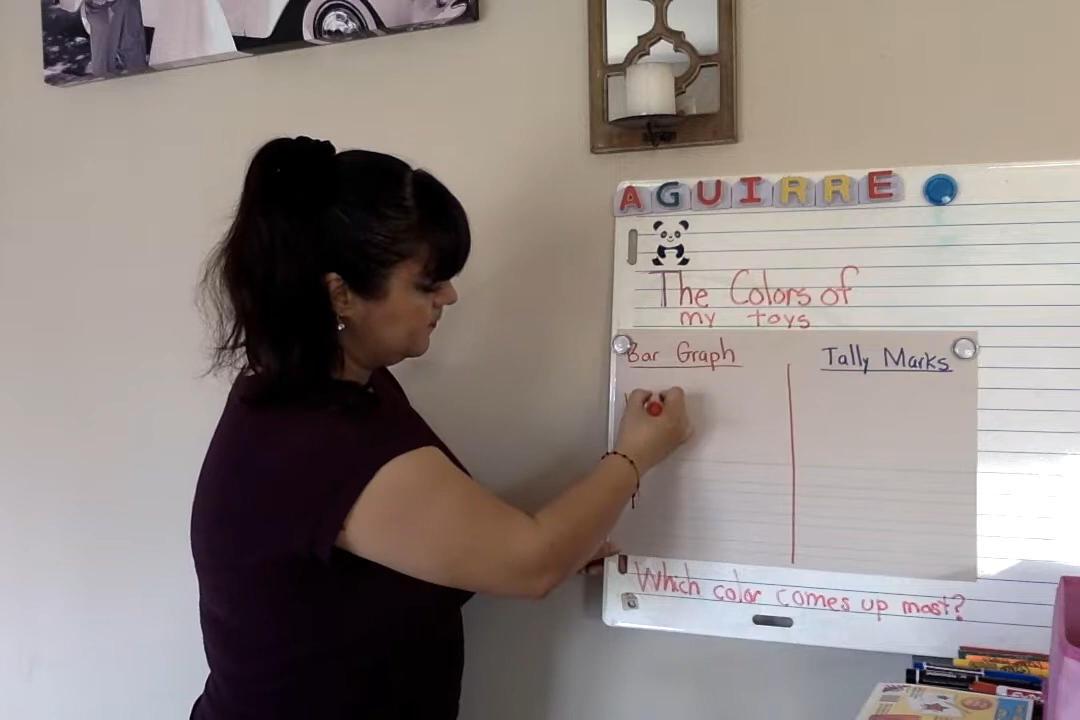 AGUIRRE
The Colors of
my toys
Bar Graph
Tally Marks
Which color comes up most?